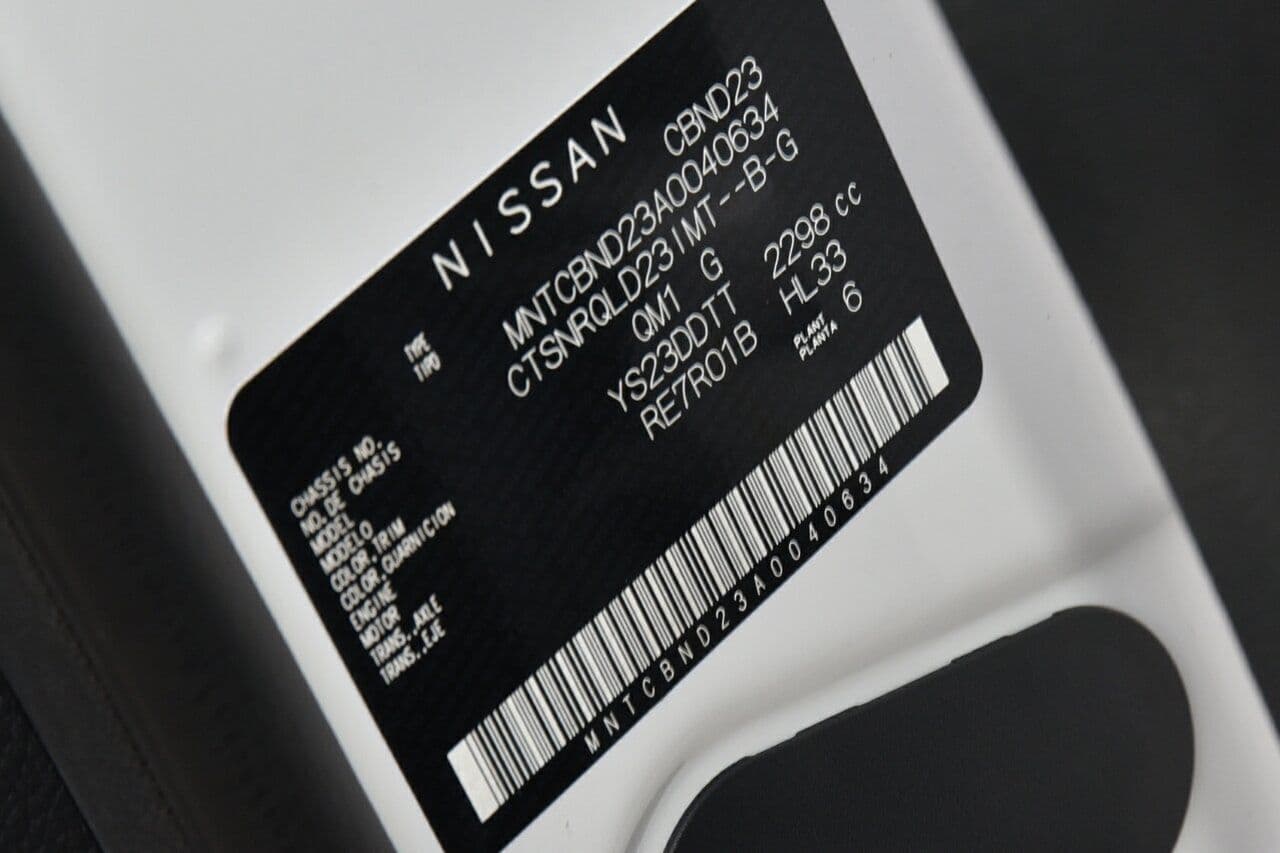 NISSAN
TYPE CBND23
TIPO
CHASSIS NO. MNTCBND23A0040634
NO.DE CHASIS
MODEL CTSNRQLD23IMT--B-G
MODELO
COLOR,TRIM QM1 G
COLOR,GUARNICION
ENGINE YS23DDTT 2298 cc
MOTOR
TRANS.,AXLE RE7R01B HL33
TRANS.,EJE
PLANT 6
PLANTA
MNTCBND23A0040634